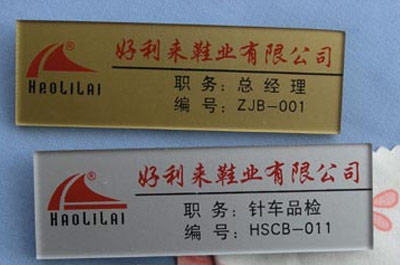 ®
HAOLILAI
好利来鞋业有限公司
职 务：总 经 理
编 号：ZJB-001
®
HAOLILAI
好利来鞋业有限公司
职 务：针车品检
编 号：HSCB-011